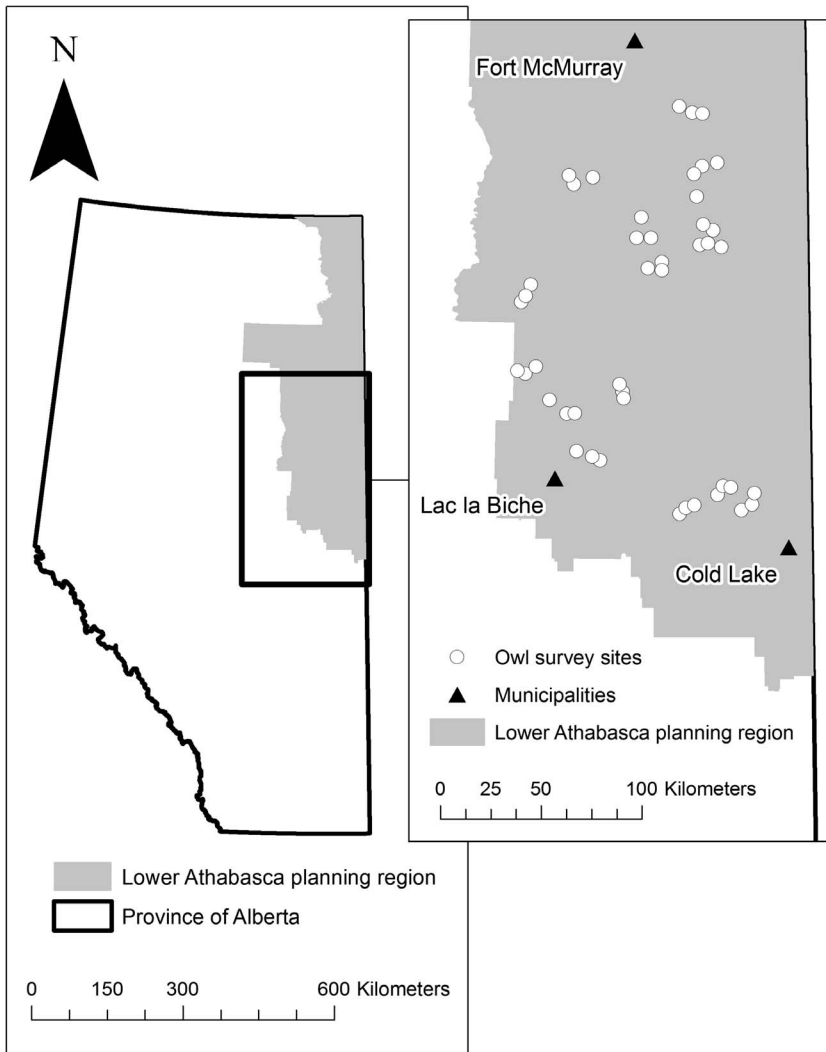 N
Fort McMurray
Lac la Biche
Cold Lake
Owl survey sites
Municipalities
Lower Athabasca planning region
0 25 50 100 Kilometers
Lower Athabasca planning region
Province of Alberta
0 150 300 600 Kilometers